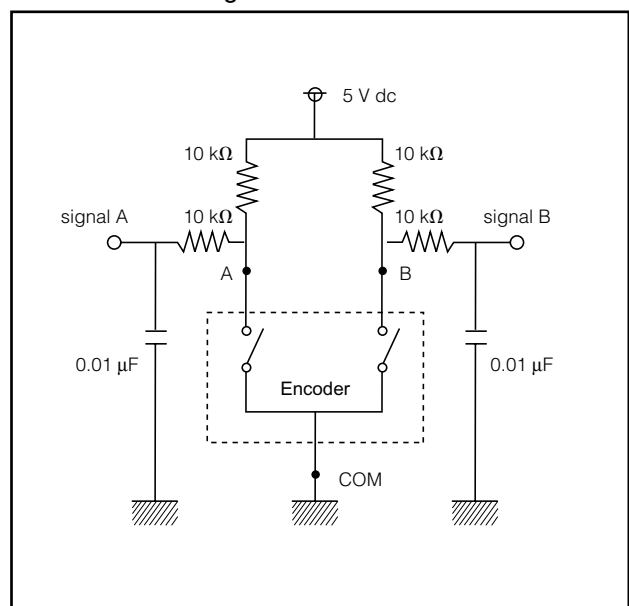 5 V dc
10 kΩ 10 kΩ
signal A 10 kΩ 10 kΩ signal B
A B
0.01 μF Encoder 0.01 μF
COM